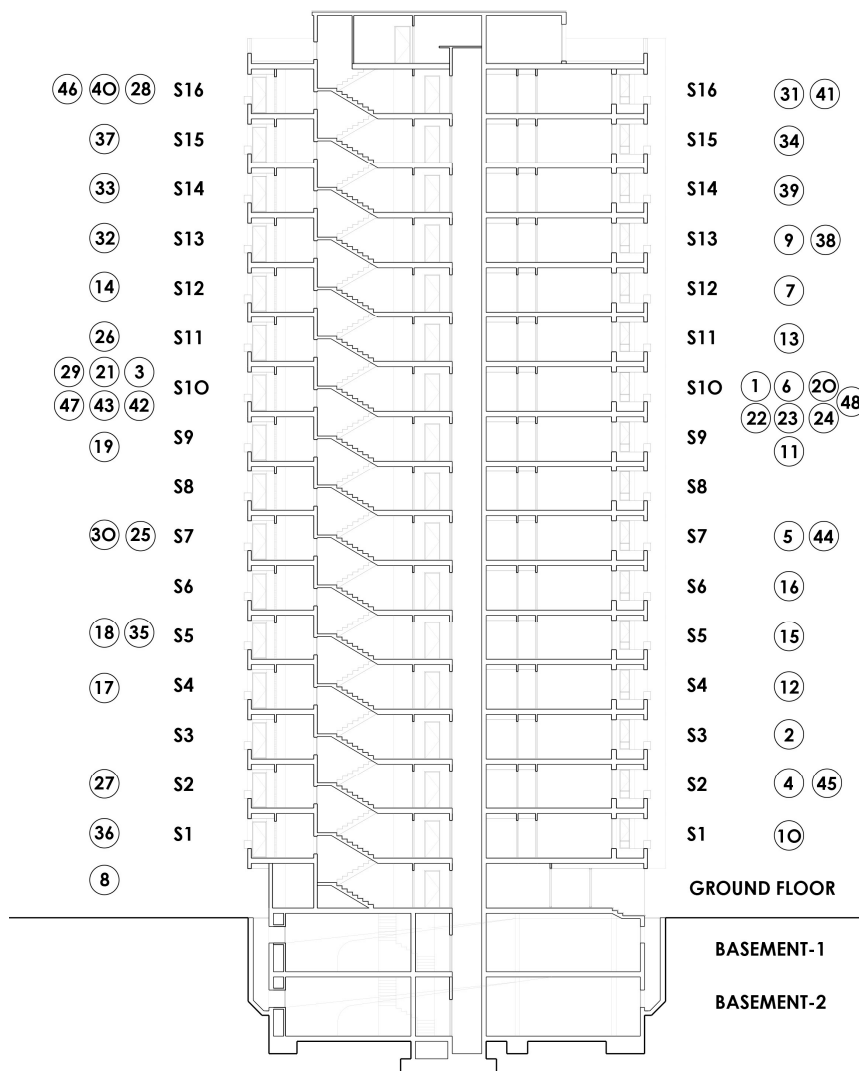 46 40 28 S16 S16 31 41
37 S15 S15 34
33 S14 S14 39
32 S13 S13 9 38
14 S12 S12 7
26 S11 S11 13
29 21 3
S10 S10 1 6 20
48
47 43 42
22 23 24
19 S9 S9 11
S8 S8
30 25 S7 S7 5 44
S6 S6 16
18 35 S5 S5 15
17 S4 S4 12
S3 S3 2
27 S2 S2 4 45
36 S1 S1 10
8 GROUND FLOOR
BASEMENT-1
BASEMENT-2